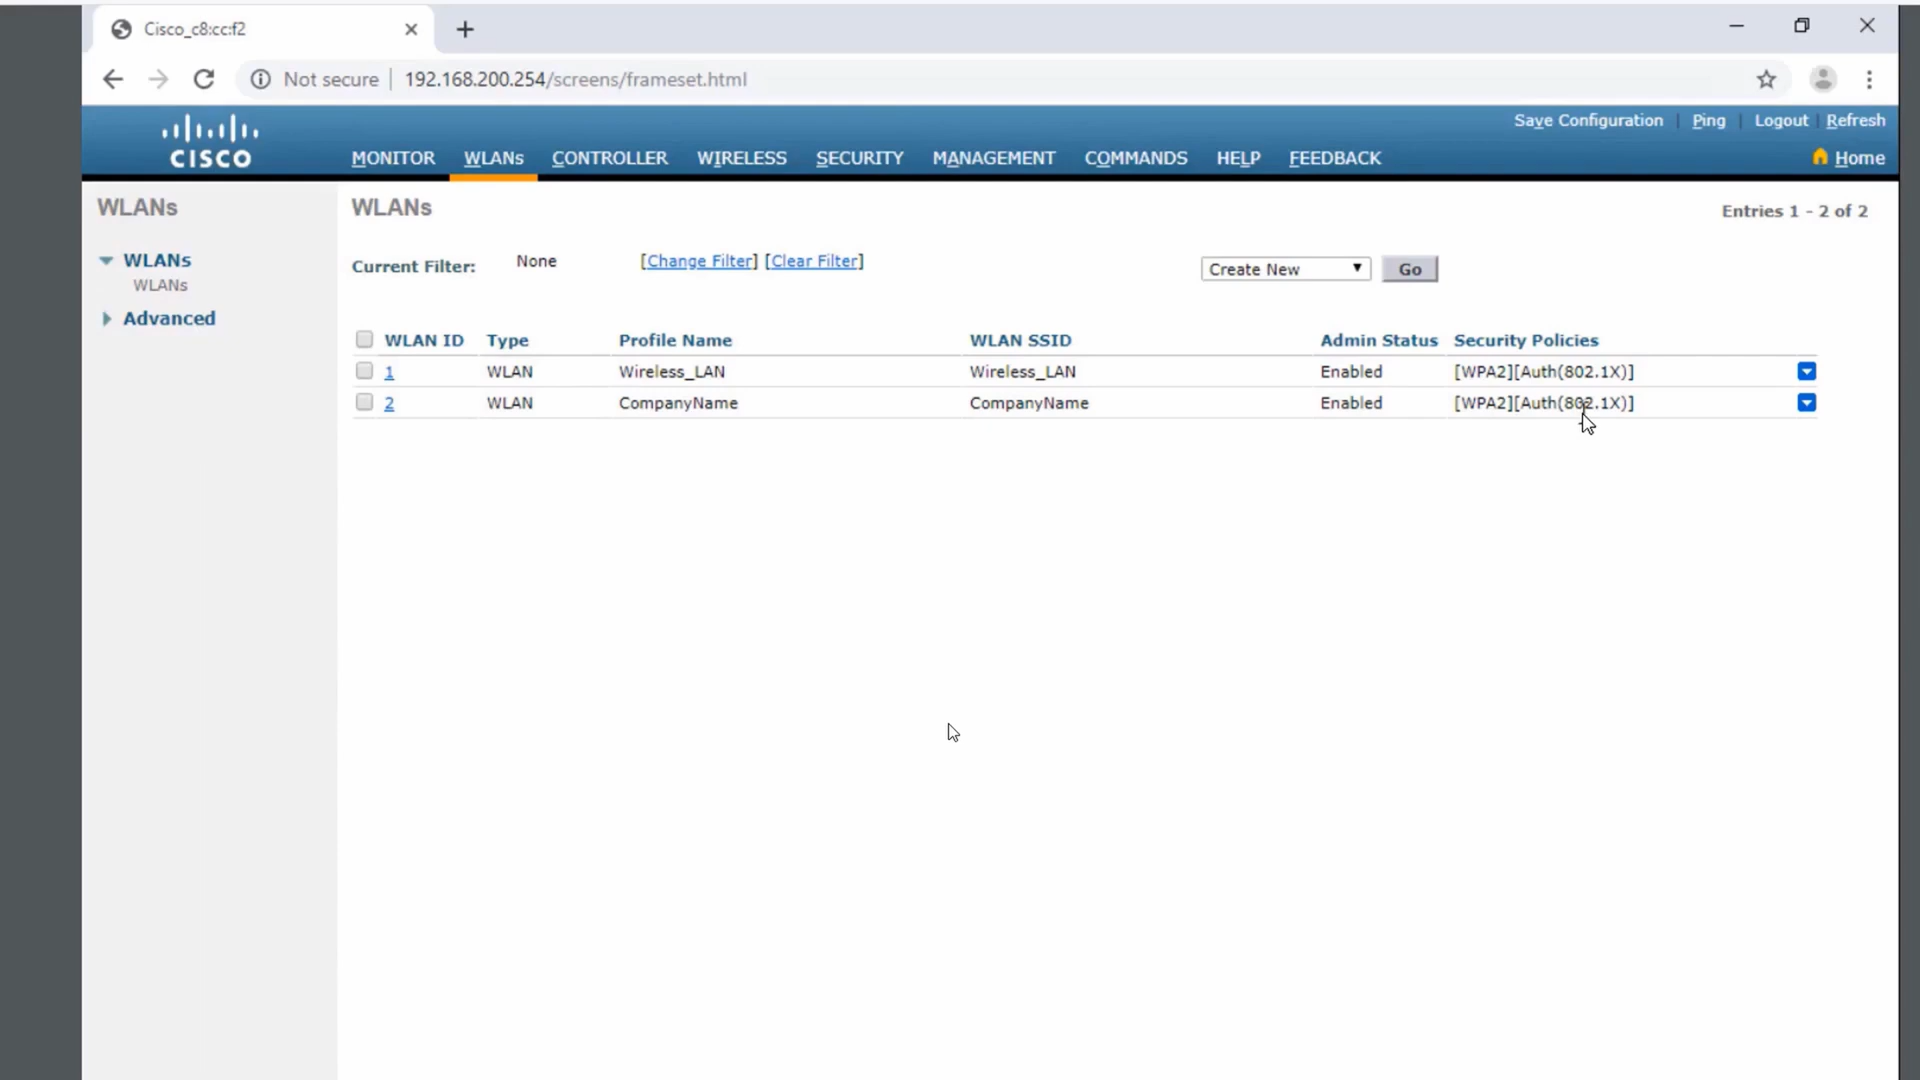 Cisco_c8:cc:f2
Not secure 192.168.200.254/screens/frameset.html
Save Configuration Ping Logout Refresh
CISCO
MONITOR WLANs CONTROLLER WIRELESS SECURITY MANAGEMENT COMMANDS HELP FEEDBACK Home
WLANs
WLANs
WLANs
Advanced
WLANs Entries 1 - 2 of 2
Current Filter: None [Change Filter] [Clear Filter] Create New Go
WLAN ID Type Profile Name WLAN SSID Admin Status Security Policies
1 WLAN Wireless_LAN Wireless_LAN Enabled [WPA2][Auth(802.1X)]
2 WLAN CompanyName CompanyName Enabled [WPA2][Auth(802.1X)]